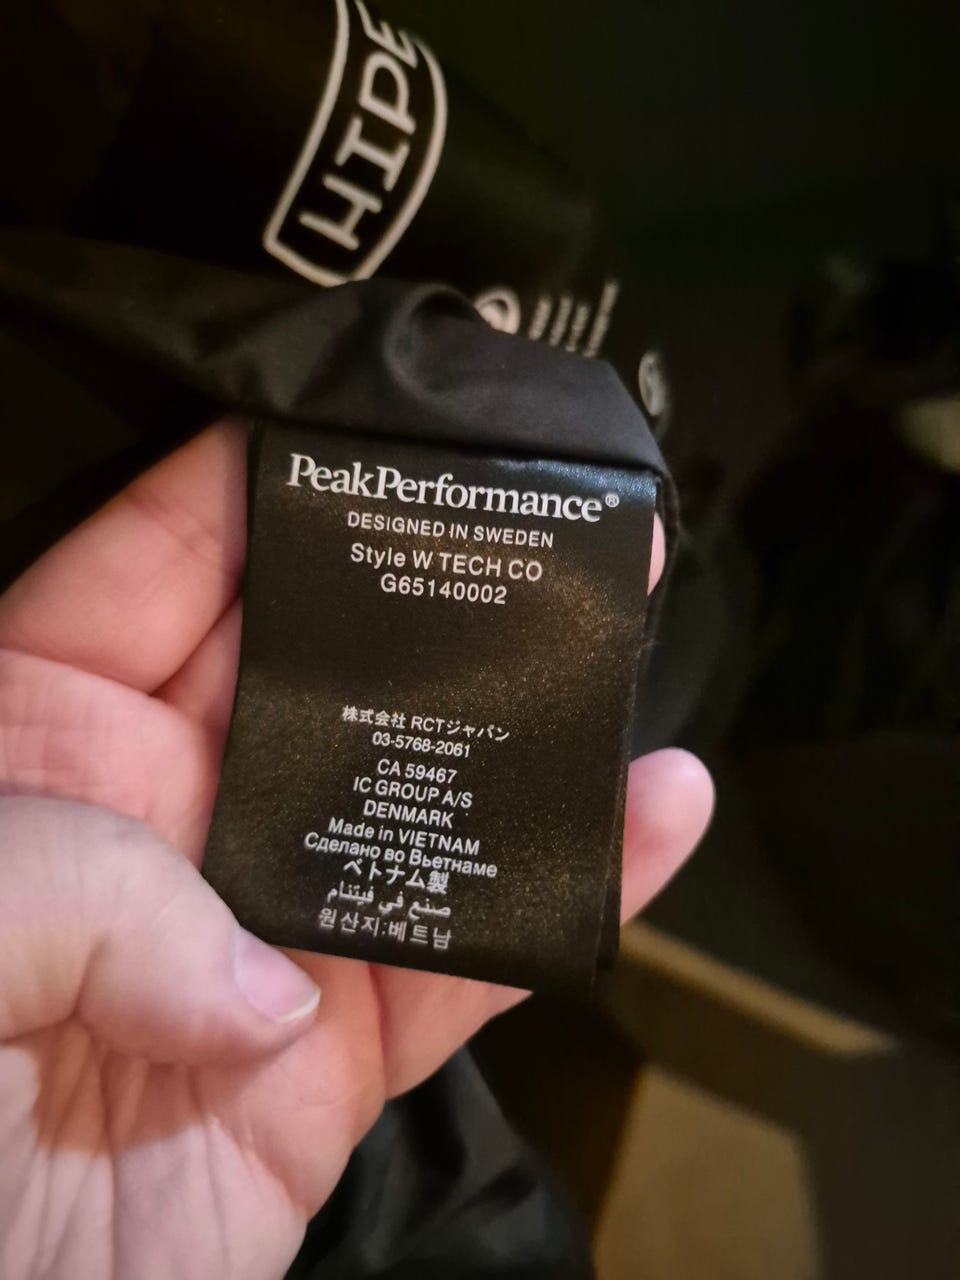 HIPE
PeakPerformance®
DESIGNED IN SWEDEN
Style W TECH CO
G65140002
株式会社 RCTジャパン
03-5768-2061
CA 59467
IC GROUP A/S
DENMARK
Made in VIETNAM
Сделано во Вьетнаме
ベトナム製
صنع في فيتنام
원산지:베트남